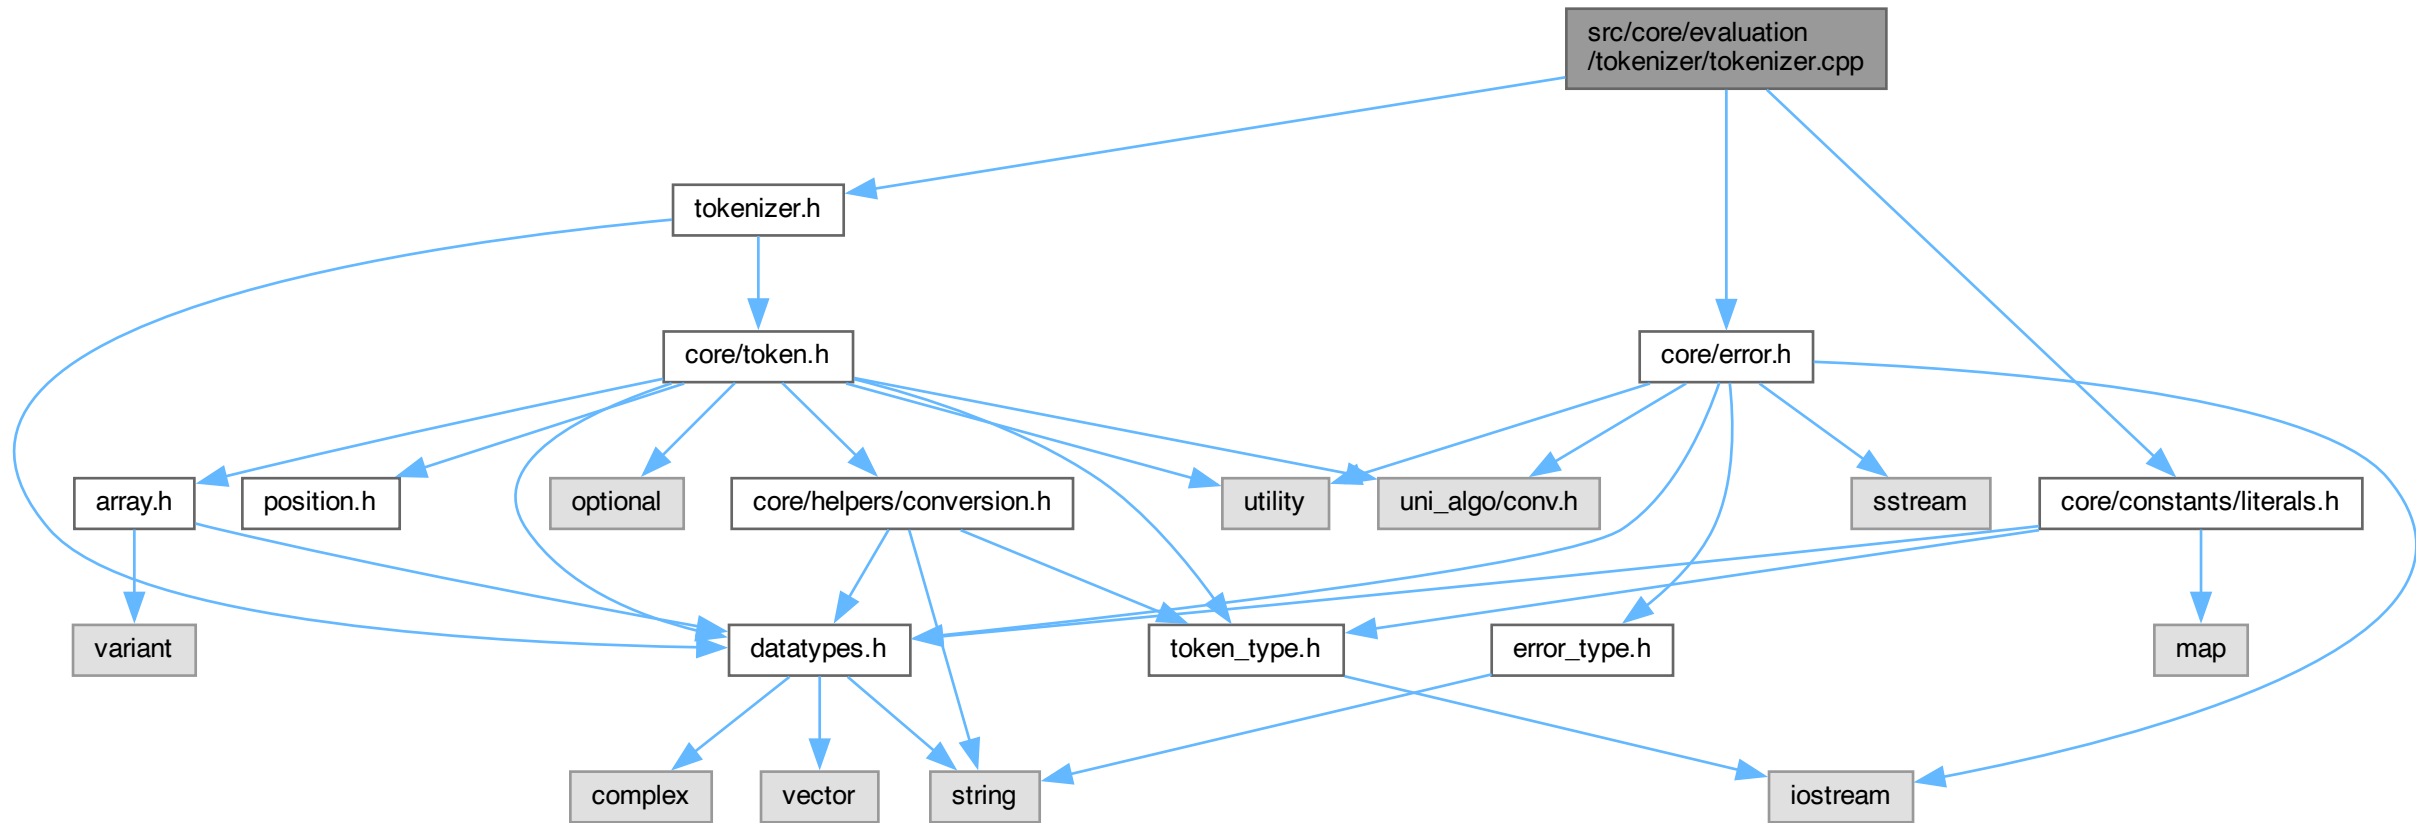 src/core/evaluation
/tokenizer/tokenizer.cpp
tokenizer.h
core/token.h
core/error.h
array.h
position.h
optional
core/helpers/conversion.h
utility
uni_algo/conv.h
sstream
core/constants/literals.h
variant
datatypes.h
token_type.h
error_type.h
map
complex
vector
string
iostream